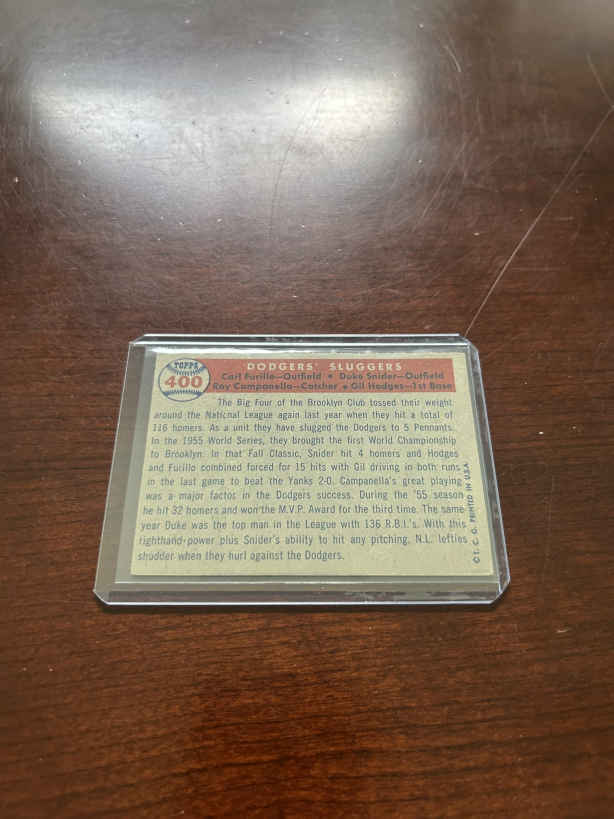 TOPPS
400
DODGERS' SLUGGERS
Carl Furillo—Outfield • Duke Snider—Outfield
Roy Campanella—Catcher • Gil Hodges—1st Base
The Big Four of the Brooklyn Club tossed their weight
around the National League again last year when they hit a total of
116 homers. As a unit they have slugged the Dodgers to 5 Pennants.
In the 1955 World Series, they brought the first World Championship
to Brooklyn. In that Fall Classic, Snider hit 4 homers and Hodges
and Furillo combined forced for 15 hits with Gil driving in both runs
in the last game to beat the Yanks 2-0. Campanella's great playing
was a major factor in the Dodgers success. During the '55 season
he hit 32 homers and won the M.V.P. Award for the third time. The same
year Duke was the top man in the League with 136 R.B.I.'s. With this
righthand-power plus Snider's ability to hit any pitching, N.L. lefties
shudder when they hurl against the Dodgers.
© T. C. G. PRINTED IN U.S.A.